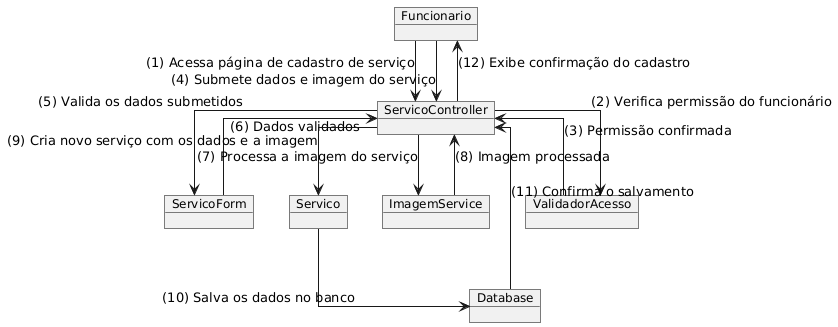 Funcionario
(1) Acessa página de cadastro de serviço
(12) Exibe confirmação do cadastro
(4) Submete dados e imagem do serviço
(5) Valida os dados submetidos
ServicoController
(2) Verifica permissão do funcionário
(6) Dados validados
(3) Permissão confirmada
(9) Cria novo serviço com os dados e a imagem
(7) Processa a imagem do serviço
(8) Imagem processada
(11) Confirma o salvamento
ServicoForm
Servico
ImagemService
ValidadorAcesso
(10) Salva os dados no banco
Database